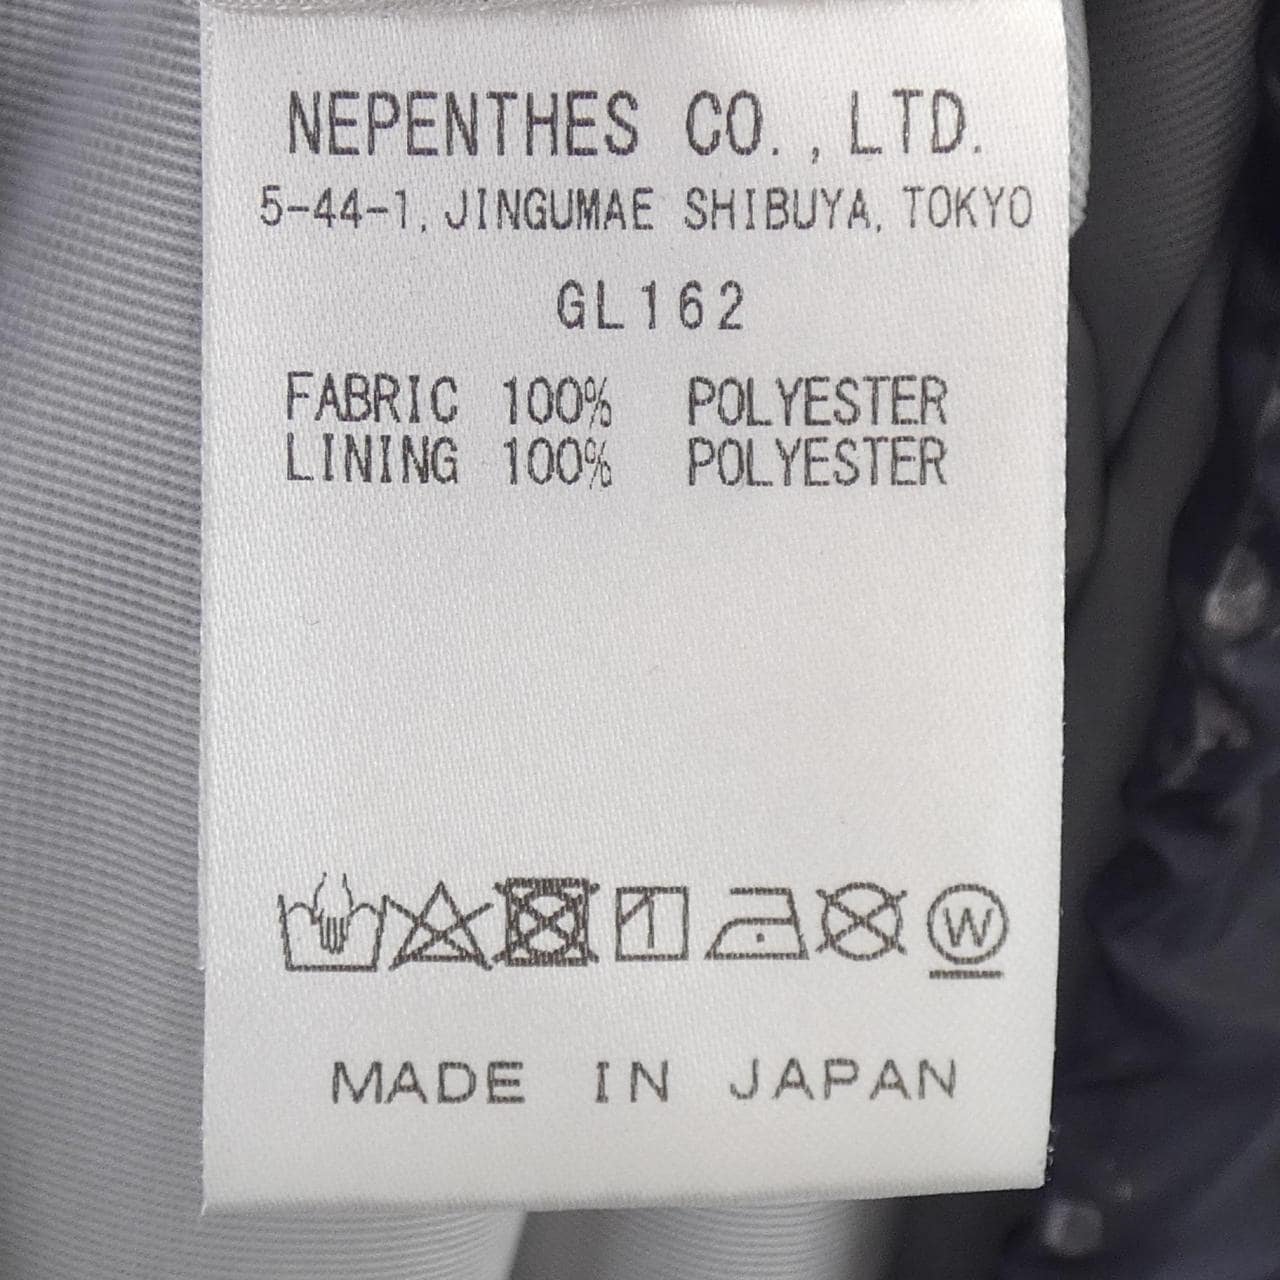 NEPENTHES CO., LTD.
5-44-1, JINGUMAE SHIBUYA, TOKYO
GL162
FABRIC 100% POLYESTER
LINING 100% POLYESTER
W
MADE IN JAPAN